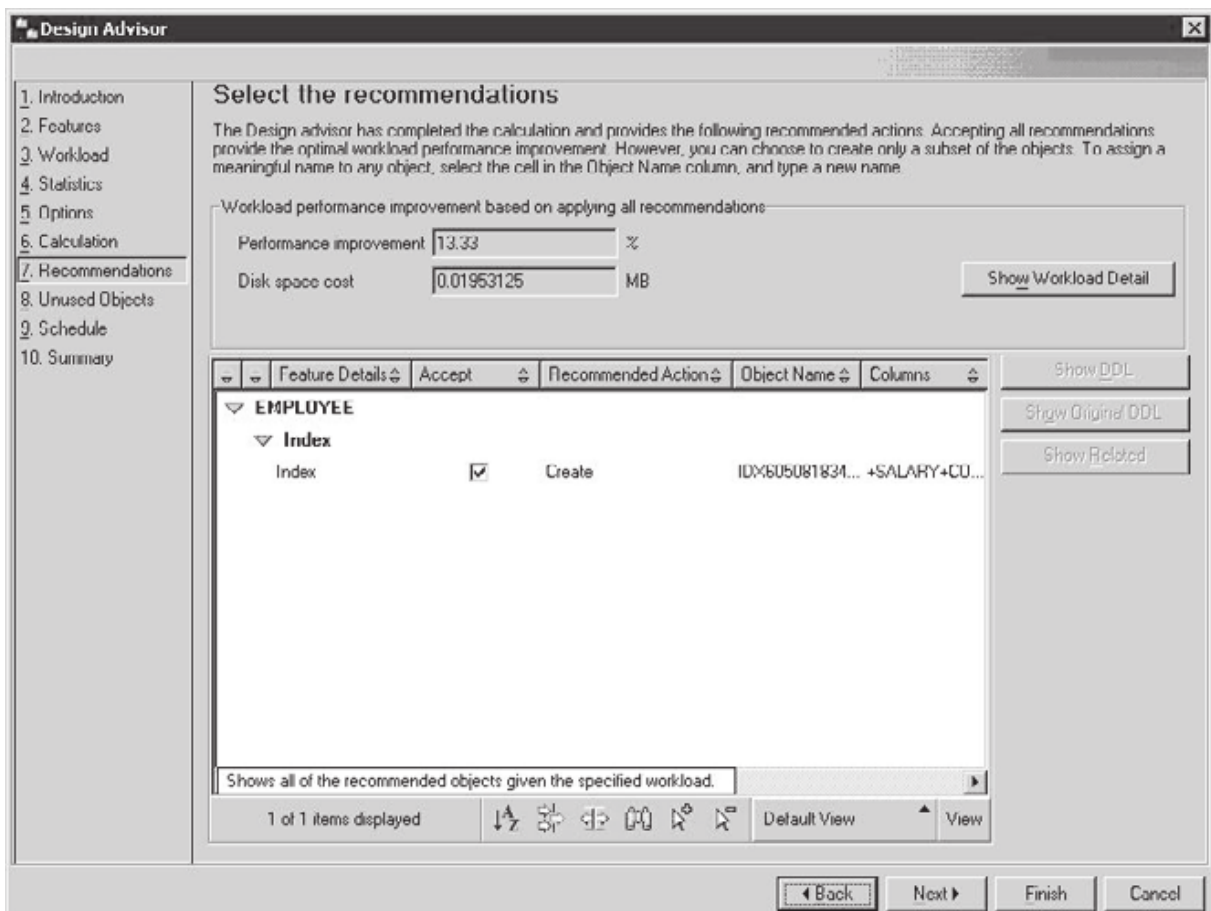 Design Advisor
1. Introduction
2. Features
3. Workload
4. Statistics
5. Options
6. Calculation
7. Recommendations
8. Unused Objects
9. Schedule
10. Summary
Select the recommendations
The Design advisor has completed the calculation and provides the following recommended actions. Accepting all recommendations
provide the optimal workload performance improvement. However, you can choose to create only a subset of the objects. To assign a
meaningful name to any object, select the cell in the Object Name column, and type a new name
Workload performance improvement based on applying all recommendations
Performance improvement 13.33 %
Disk space cost 0.01953125 MB
Show Workload Detail
Feature Details Accept Recommended Action Object Name Columns
EMPLOYEE
Index
Index Create IDX605081834... +SALARY+CO...
Show DDL
Show Original DDL
Show Related
Shows all of the recommended objects given the specified workload.
1 of 1 items displayed
Default View View
Back Next Finish Cancel